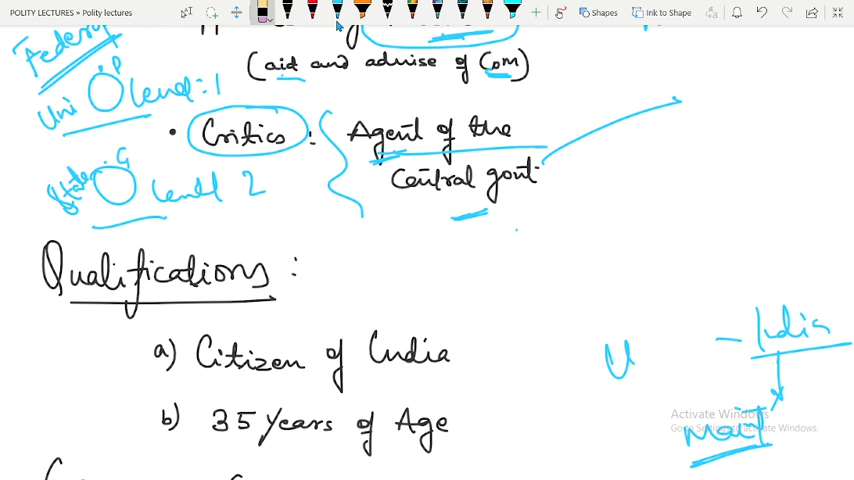 POLITY LECTURES » Polity lectures
Shapes
Ink to Shape
Share
(aid and advise of COM)
Federal
Uni
P
level:1
• Critics : Agent of the
Central govt
State
G
level 2
Qualifications :
a) Citizen of India
b) 35 years of Age
U
- India
Activate Windows
Go to Settings to activate Windows.